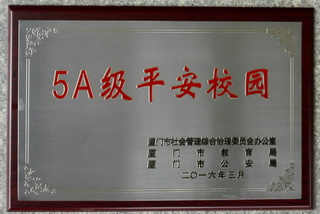 5A级平安校园
厦门市社会管理综合治理委员会办公室
厦门市教育局
厦门市公安局
二〇一六年三月